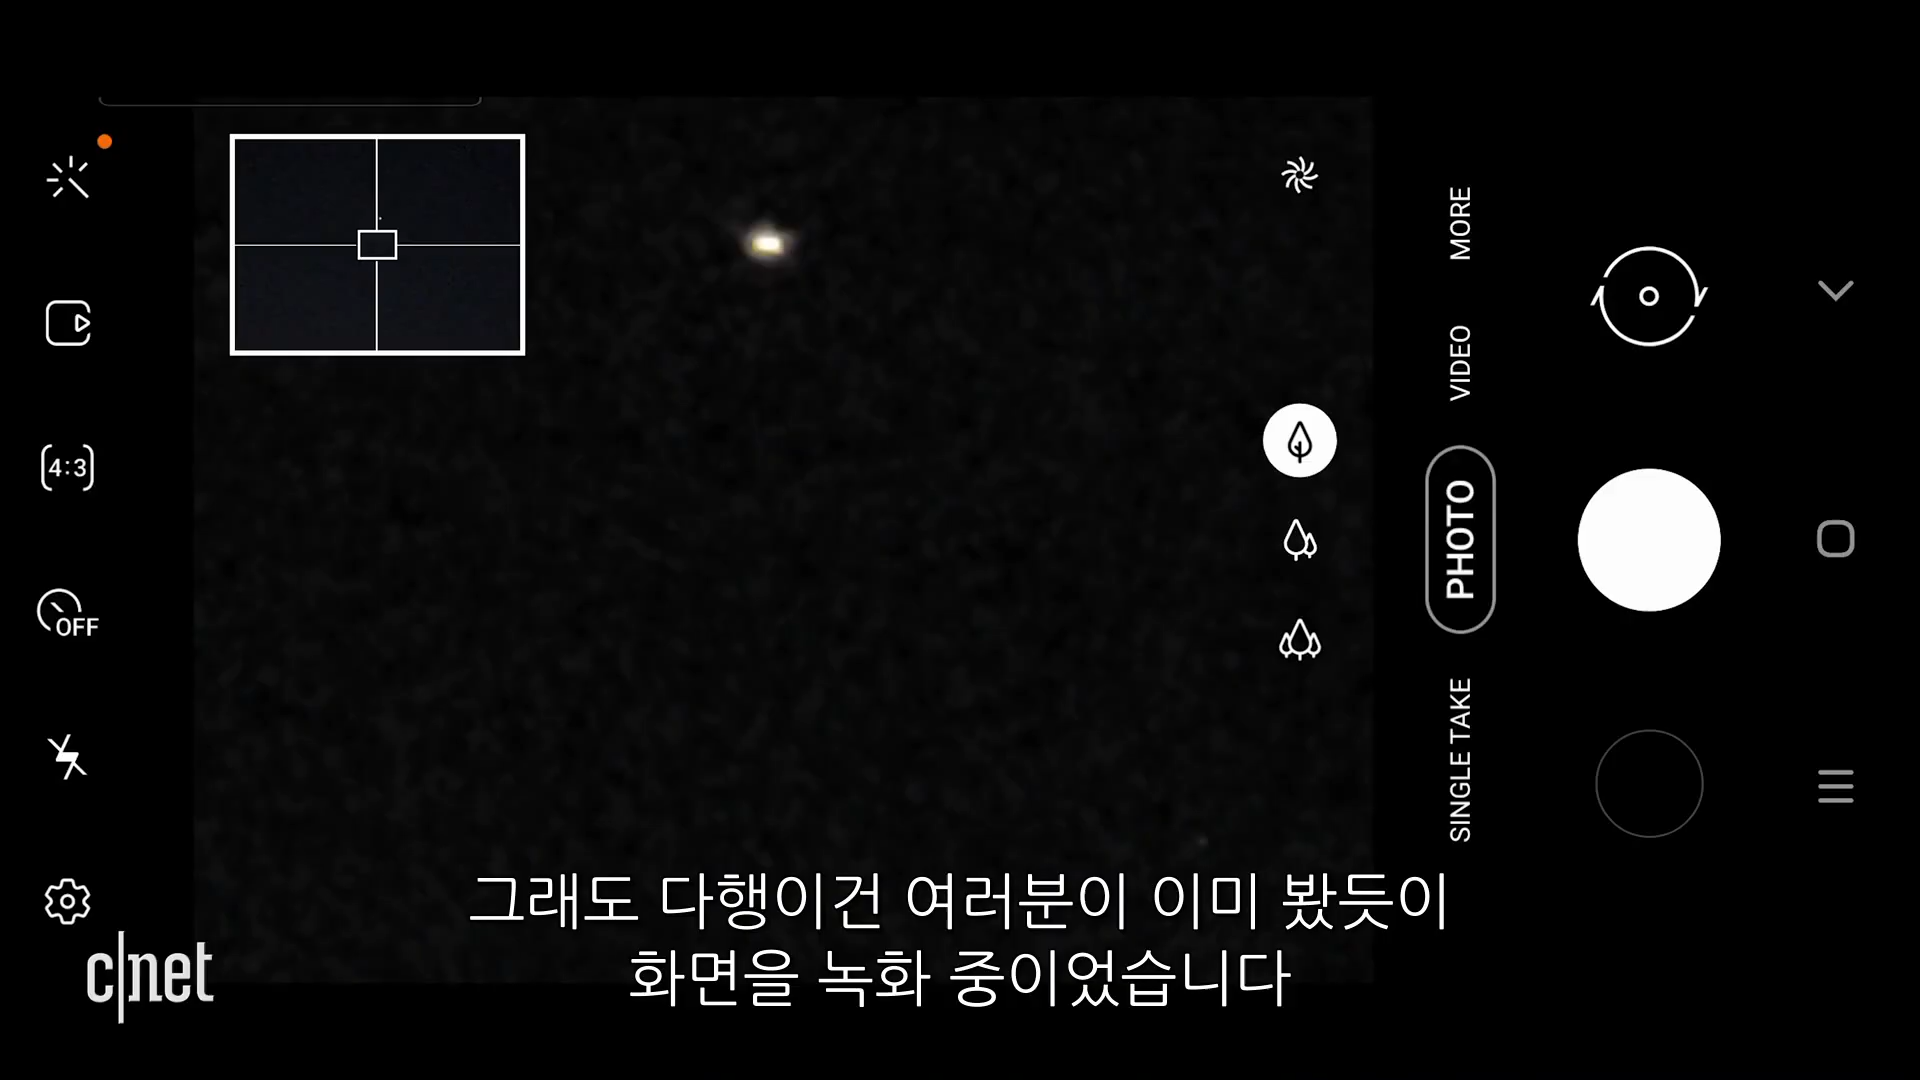 4:3
OFF
MORE
VIDEO
PHOTO
SINGLE TAKE
그래도 다행이건 여러분이 이미 봤듯이
화면을 녹화 중이었습니다
c|net